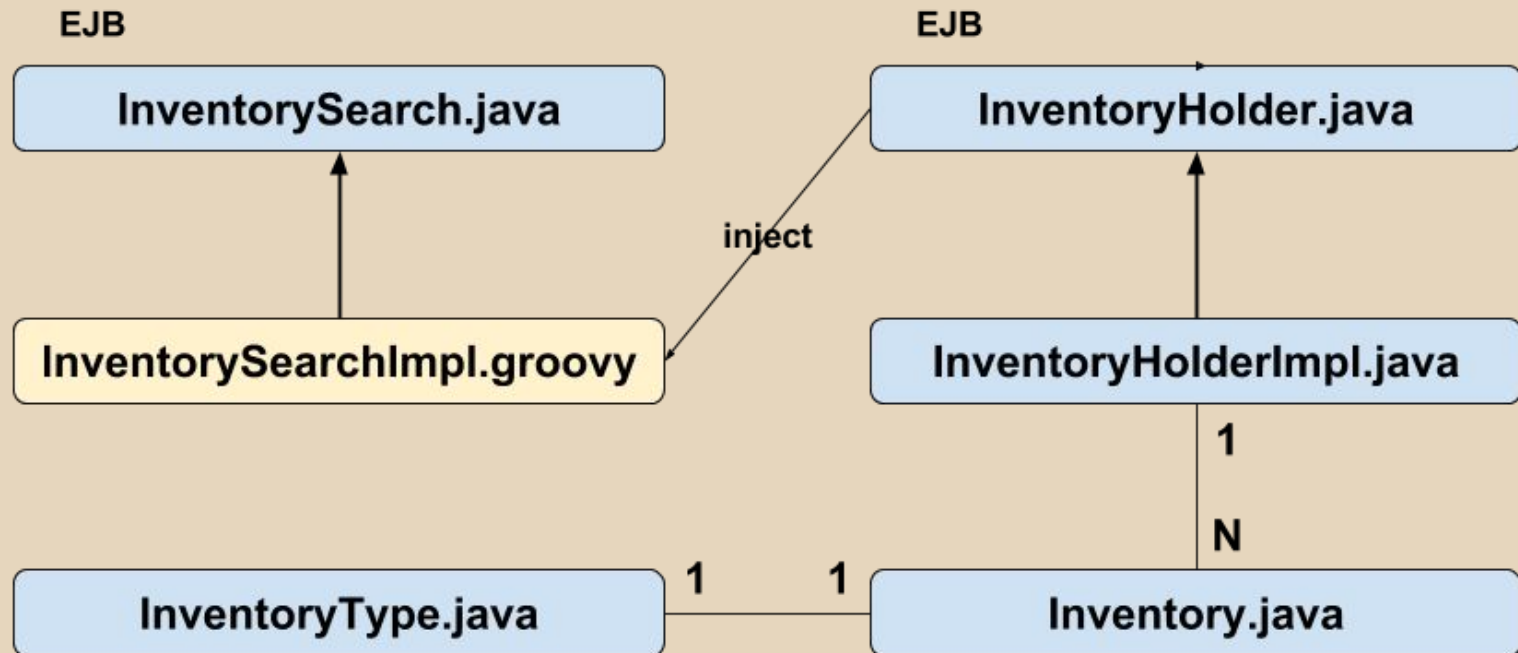 EJB
EJB
InventorySearch.java
InventoryHolder.java
inject
InventorySearchImpl.groovy
InventoryHolderImpl.java
1
N
1
1
InventoryType.java
Inventory.java